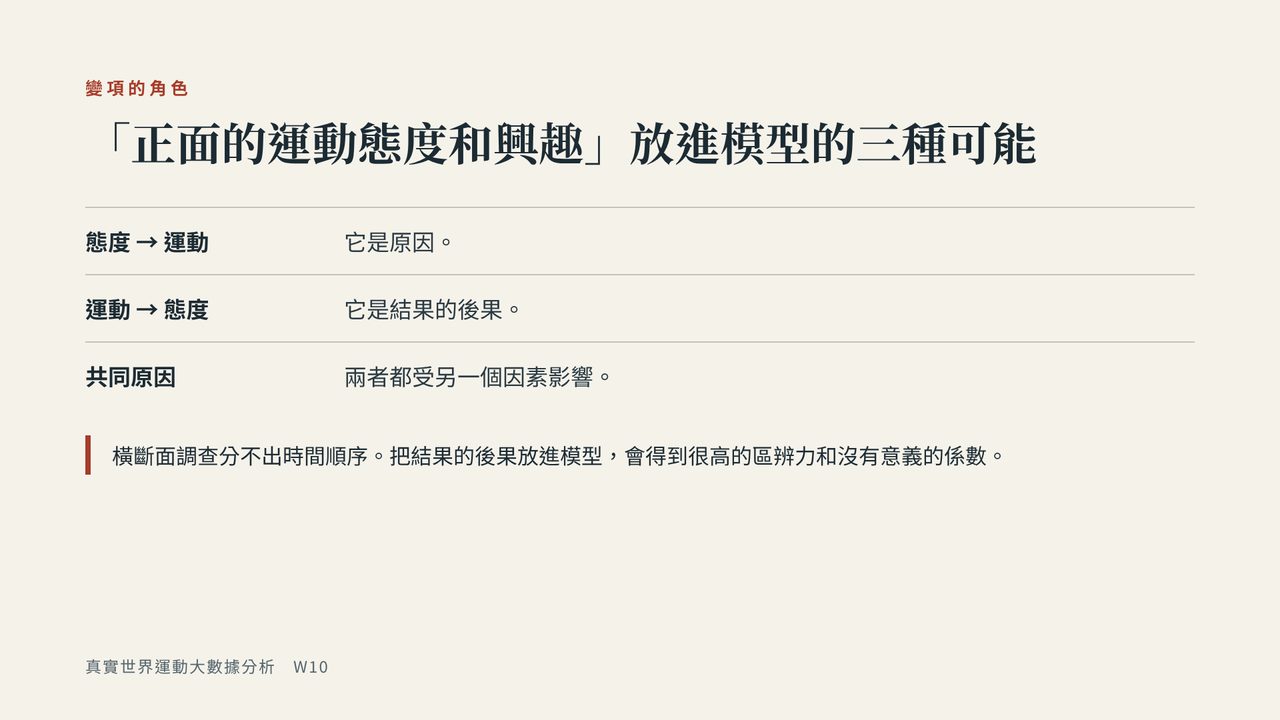 變項的角色
「正面的運動態度和興趣」放進模型的三種可能
態度 → 運動 它是原因。
運動 → 態度 它是結果的後果。
共同原因 兩者都受另一個因素影響。
橫斷面調查分不出時間順序。把結果的後果放進模型，會得到很高的區辨力和沒有意義的係數。
真實世界運動大數據分析 W10